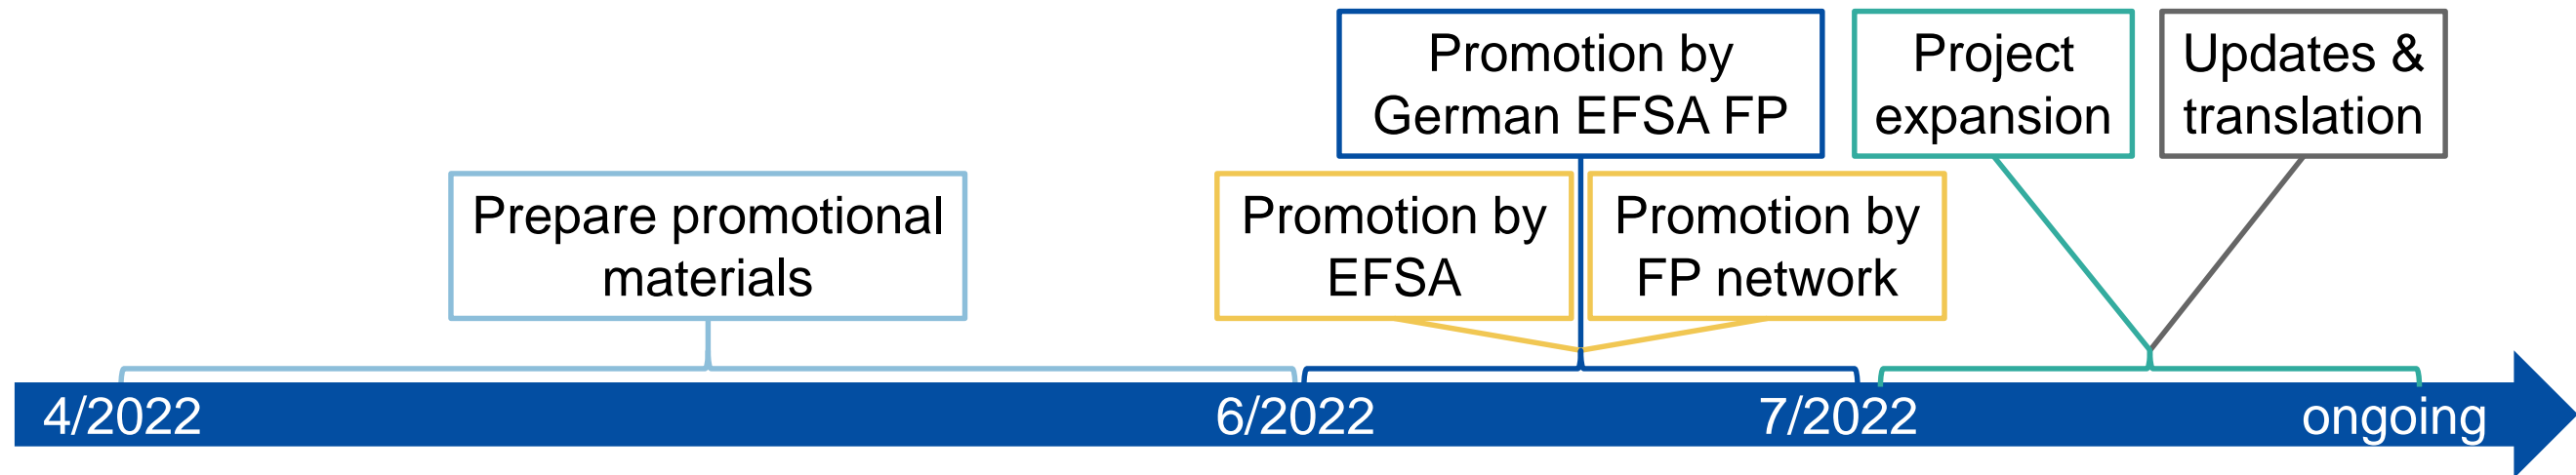 Promotion by
German EFSA FP
Project
expansion
Updates &
translation
Prepare promotional
materials
Promotion by
EFSA
Promotion by
FP network
4/2022
6/2022
7/2022
ongoing